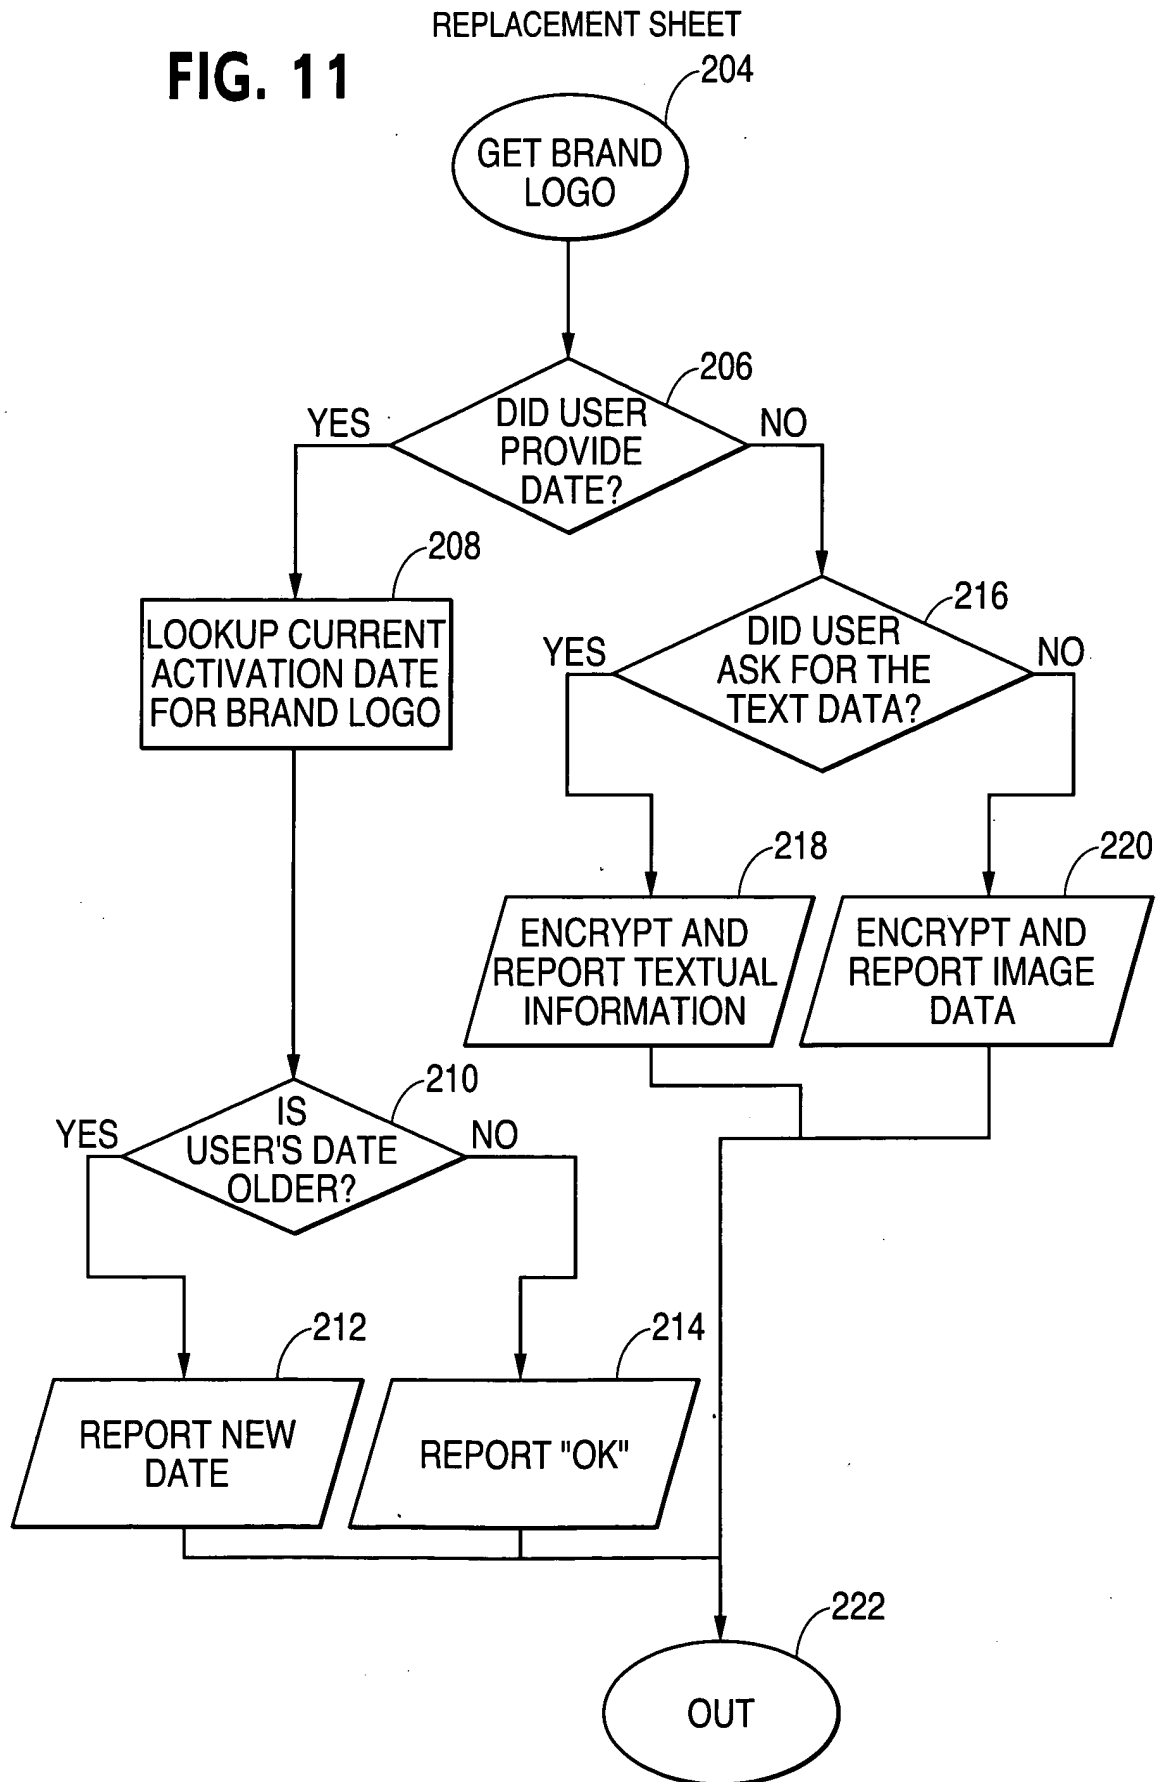 REPLACEMENT SHEET
FIG. 11
204
GET BRAND
LOGO
206
DID USER
PROVIDE
DATE?
YES
NO
208
LOOKUP CURRENT
ACTIVATION DATE
FOR BRAND LOGO
216
DID USER
ASK FOR THE
TEXT DATA?
YES
NO
218
ENCRYPT AND
REPORT TEXTUAL
INFORMATION
220
ENCRYPT AND
REPORT IMAGE
DATA
210
IS
USER'S DATE
OLDER?
YES
NO
212
REPORT NEW
DATE
214
REPORT "OK"
222
OUT